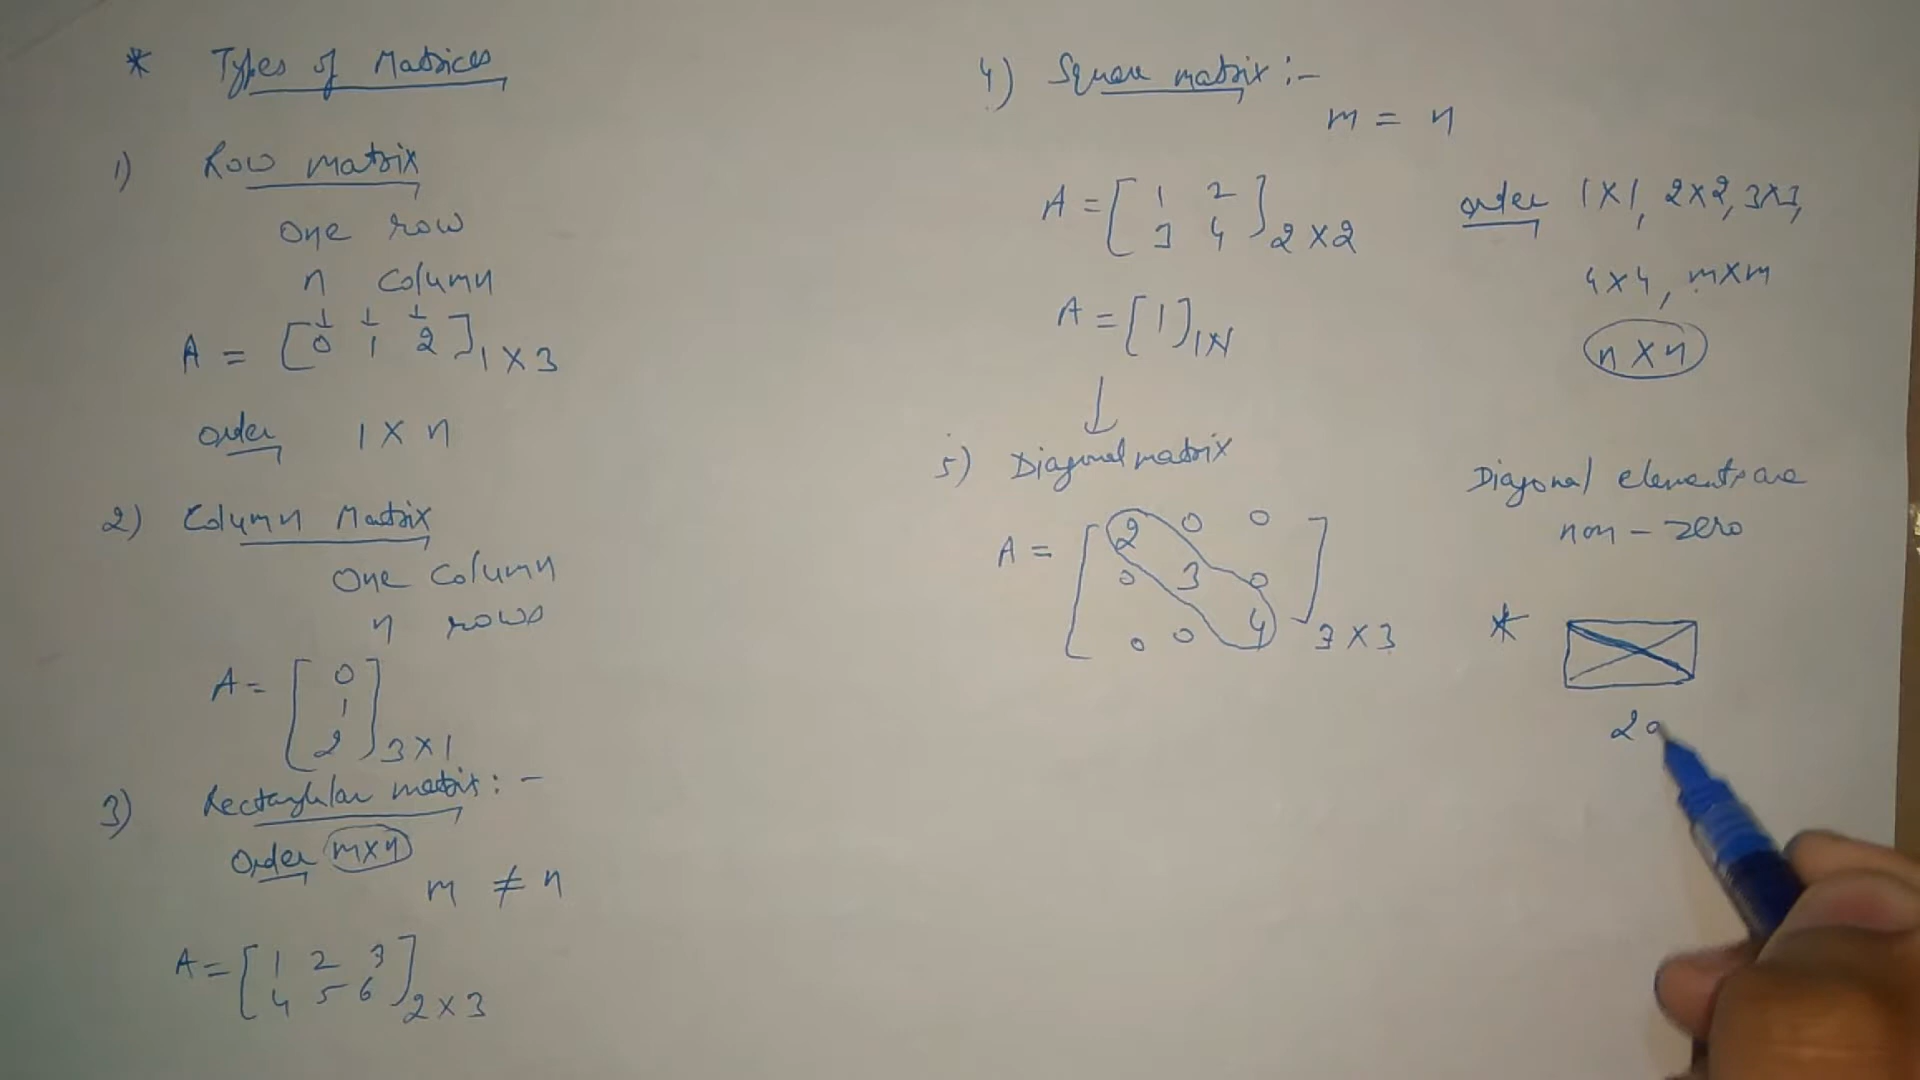 * Types of Matrices
1) Row matrix
one row
n column
A = [0 1 2] 1 X 3
order 1 X n
2) Column Matrix
One Column
n rows
A = [0
1
2] 3 X 1
3) Rectangular matrix : -
Order m x n
m ≠ n
A = [1 2 3
4 5 6] 2 x 3
4) Square matrix : -
m = n
A = [1 2
3 4] 2 X 2
order 1 X 1, 2 X 2, 3 X 3,
4 X 4, m X m
n X n
A = [1] 1X1
↓
5) Diagonal matrix
A = [2 0 0
0 3 0
0 0 4] 3 X 3
Diagonal elements are
non - zero
*
2